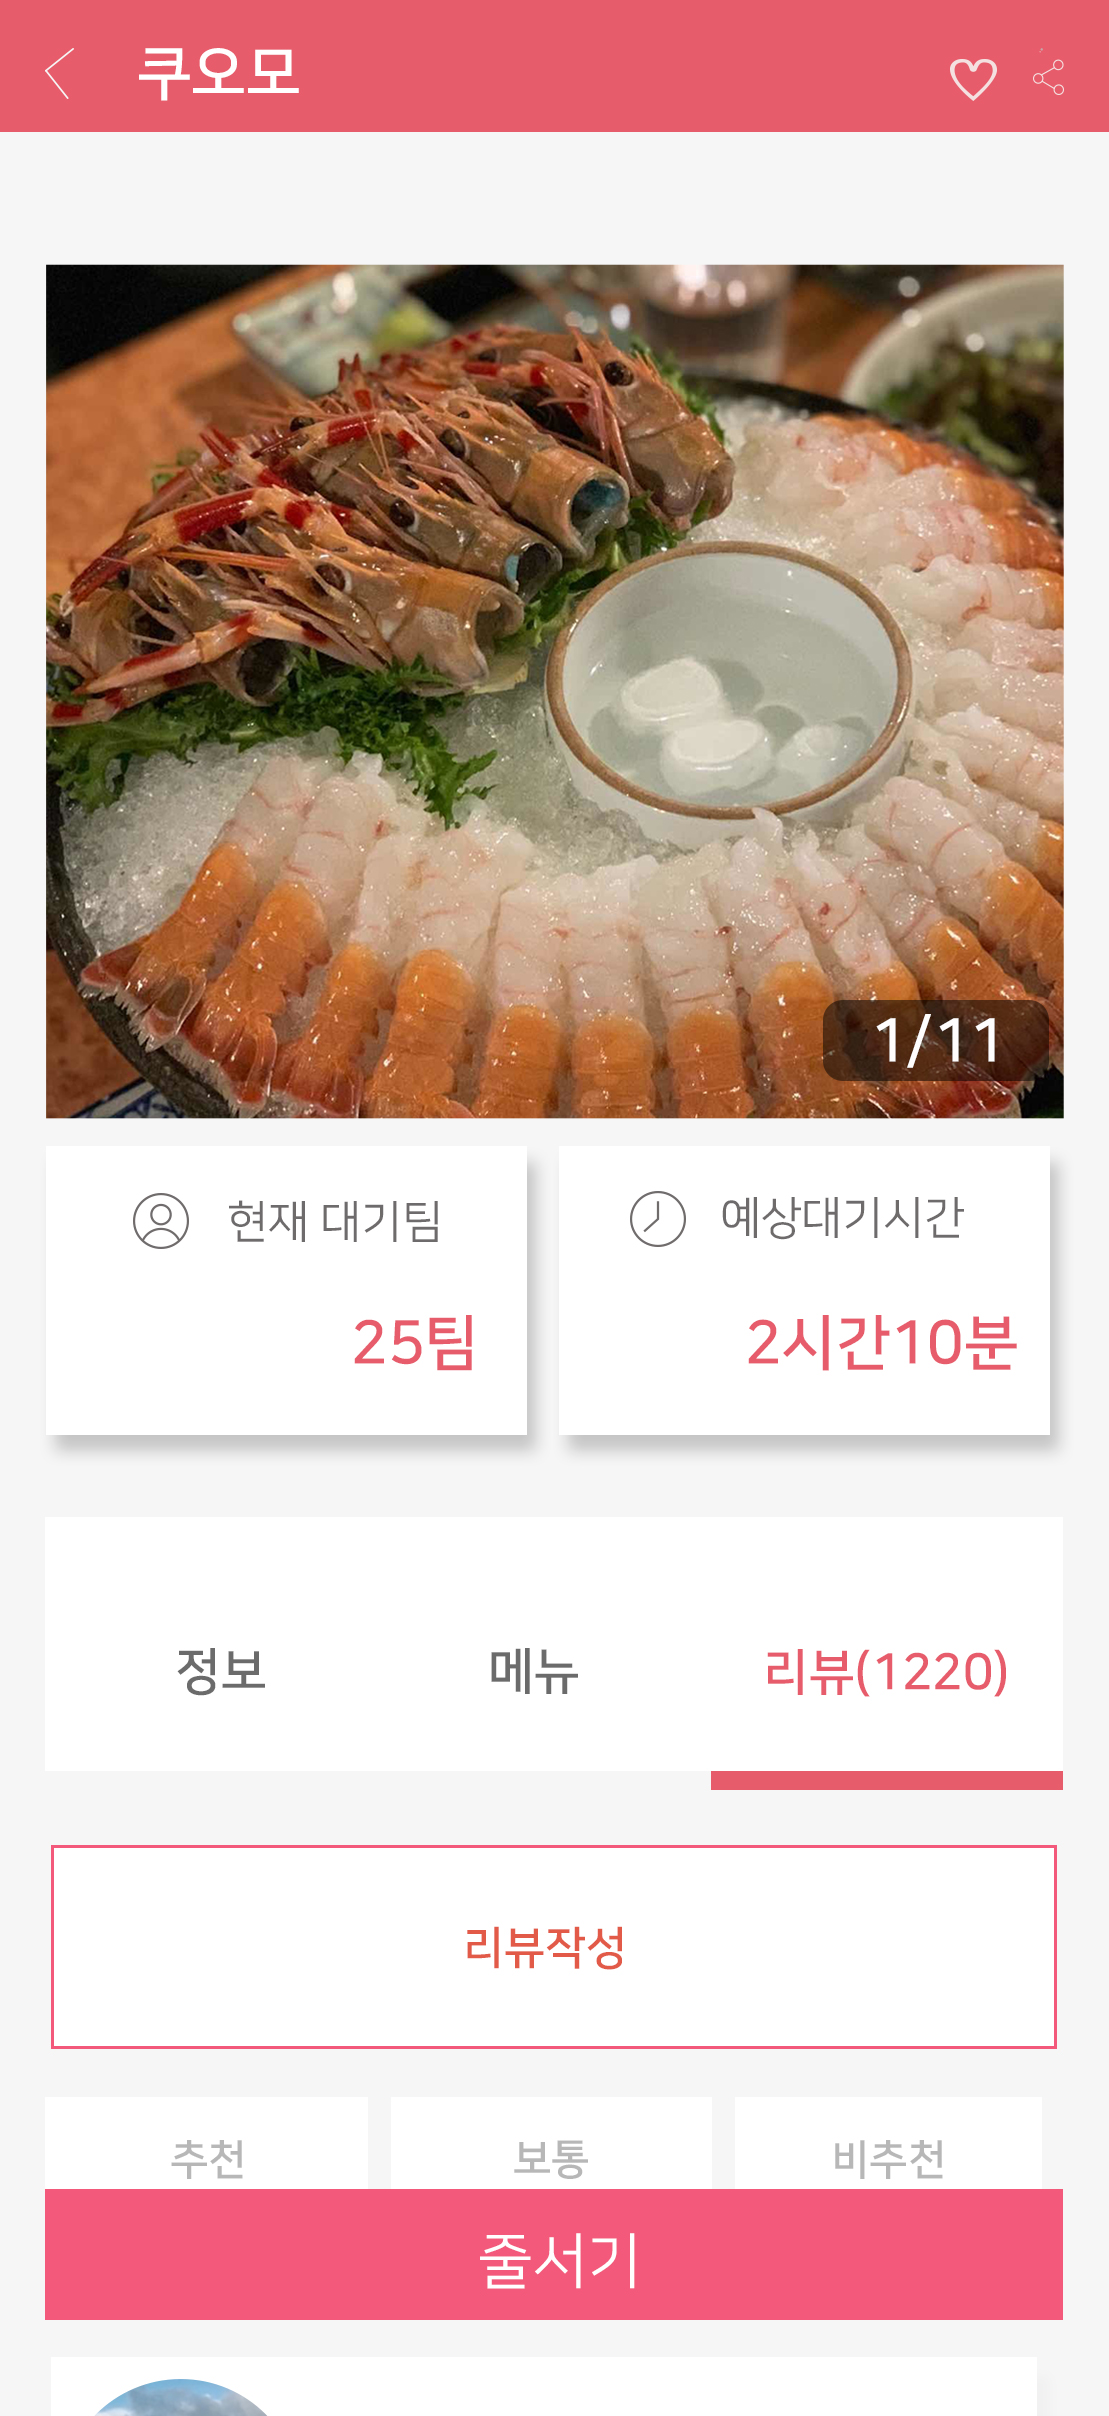 쿠오모
1/11
현재 대기팀
예상대기시간
25팀
2시간10분
정보
메뉴
리뷰(1220)
리뷰작성
추천
보통
비추천
줄서기